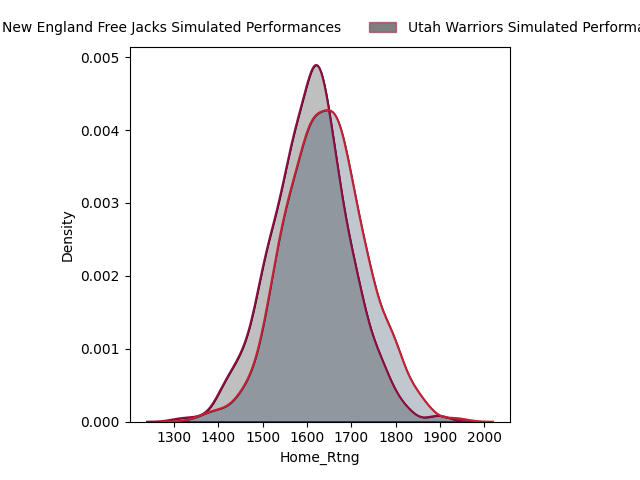 New England Free Jacks Simulated Performances
Utah Warriors Simulated
0.005
0.004
0.003
0.002
0.001
0.000
Density
1300 1400 1500 1600 1700 1800 1900 2000
Home_Rtng